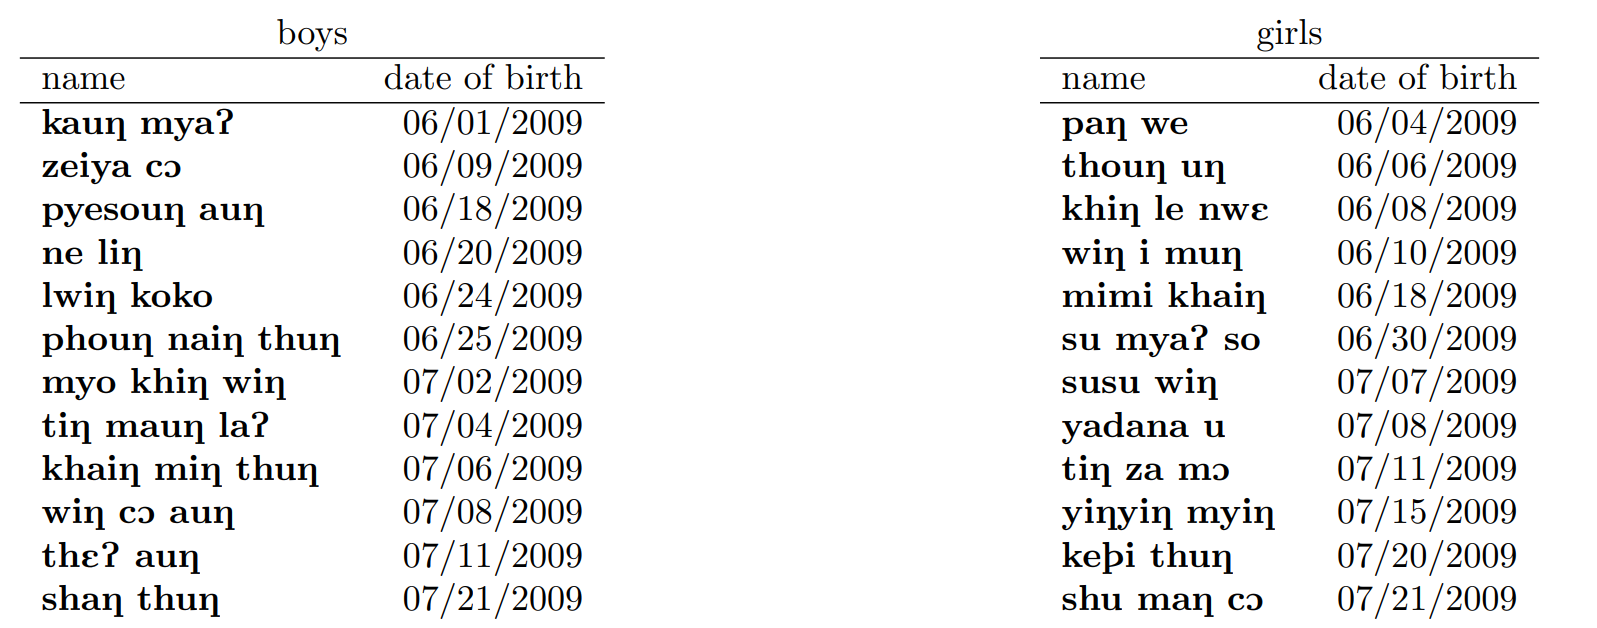 boys
name date of birth
kauŋ myaʔ 06/01/2009
zeiya cɔ 06/09/2009
pyesouŋ auŋ 06/18/2009
ne liŋ 06/20/2009
lwiŋ koko 06/24/2009
phouŋ naiŋ thuŋ 06/25/2009
myo khiŋ wiŋ 07/02/2009
tiŋ mauŋ laʔ 07/04/2009
khaiŋ miŋ thuŋ 07/06/2009
wiŋ cɔ auŋ 07/08/2009
thɛʔ auŋ 07/11/2009
shaŋ thuŋ 07/21/2009
girls
name date of birth
paŋ we 06/04/2009
thouŋ uŋ 06/06/2009
khiŋ le nwɛ 06/08/2009
wiŋ i muŋ 06/10/2009
mimi khaiŋ 06/18/2009
su myaʔ so 06/30/2009
susu wiŋ 07/07/2009
yadana u 07/08/2009
tiŋ za mɔ 07/11/2009
yiŋyiŋ myiŋ 07/15/2009
keþi thuŋ 07/20/2009
shu maŋ cɔ 07/21/2009